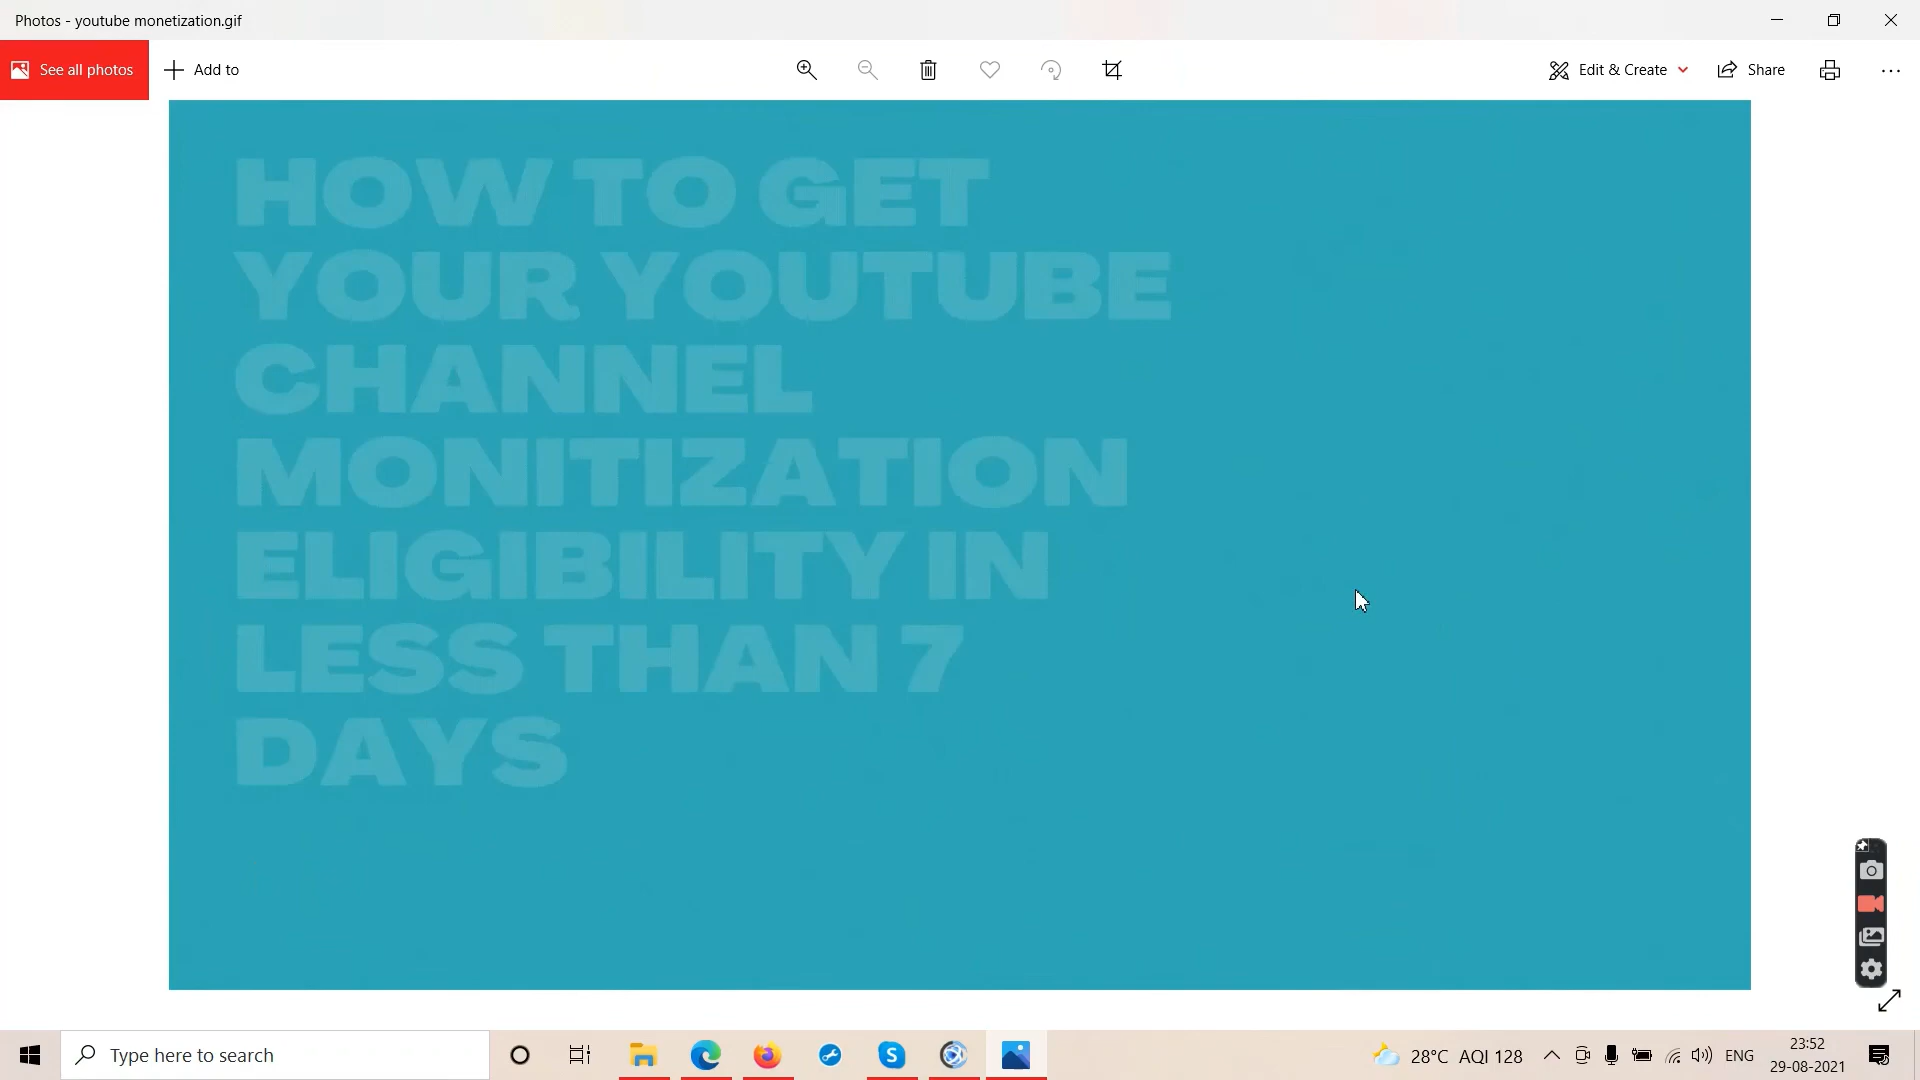 Photos - youtube monetization.gif
See all photos
Add to
Edit & Create
Share
HOW TO GET
YOUR YOUTUBE
CHANNEL
MONITIZATION
ELIGIBILITY IN
LESS THAN 7
DAYS
Type here to search
28°C AQI 128
ENG
23:52
29-08-2021